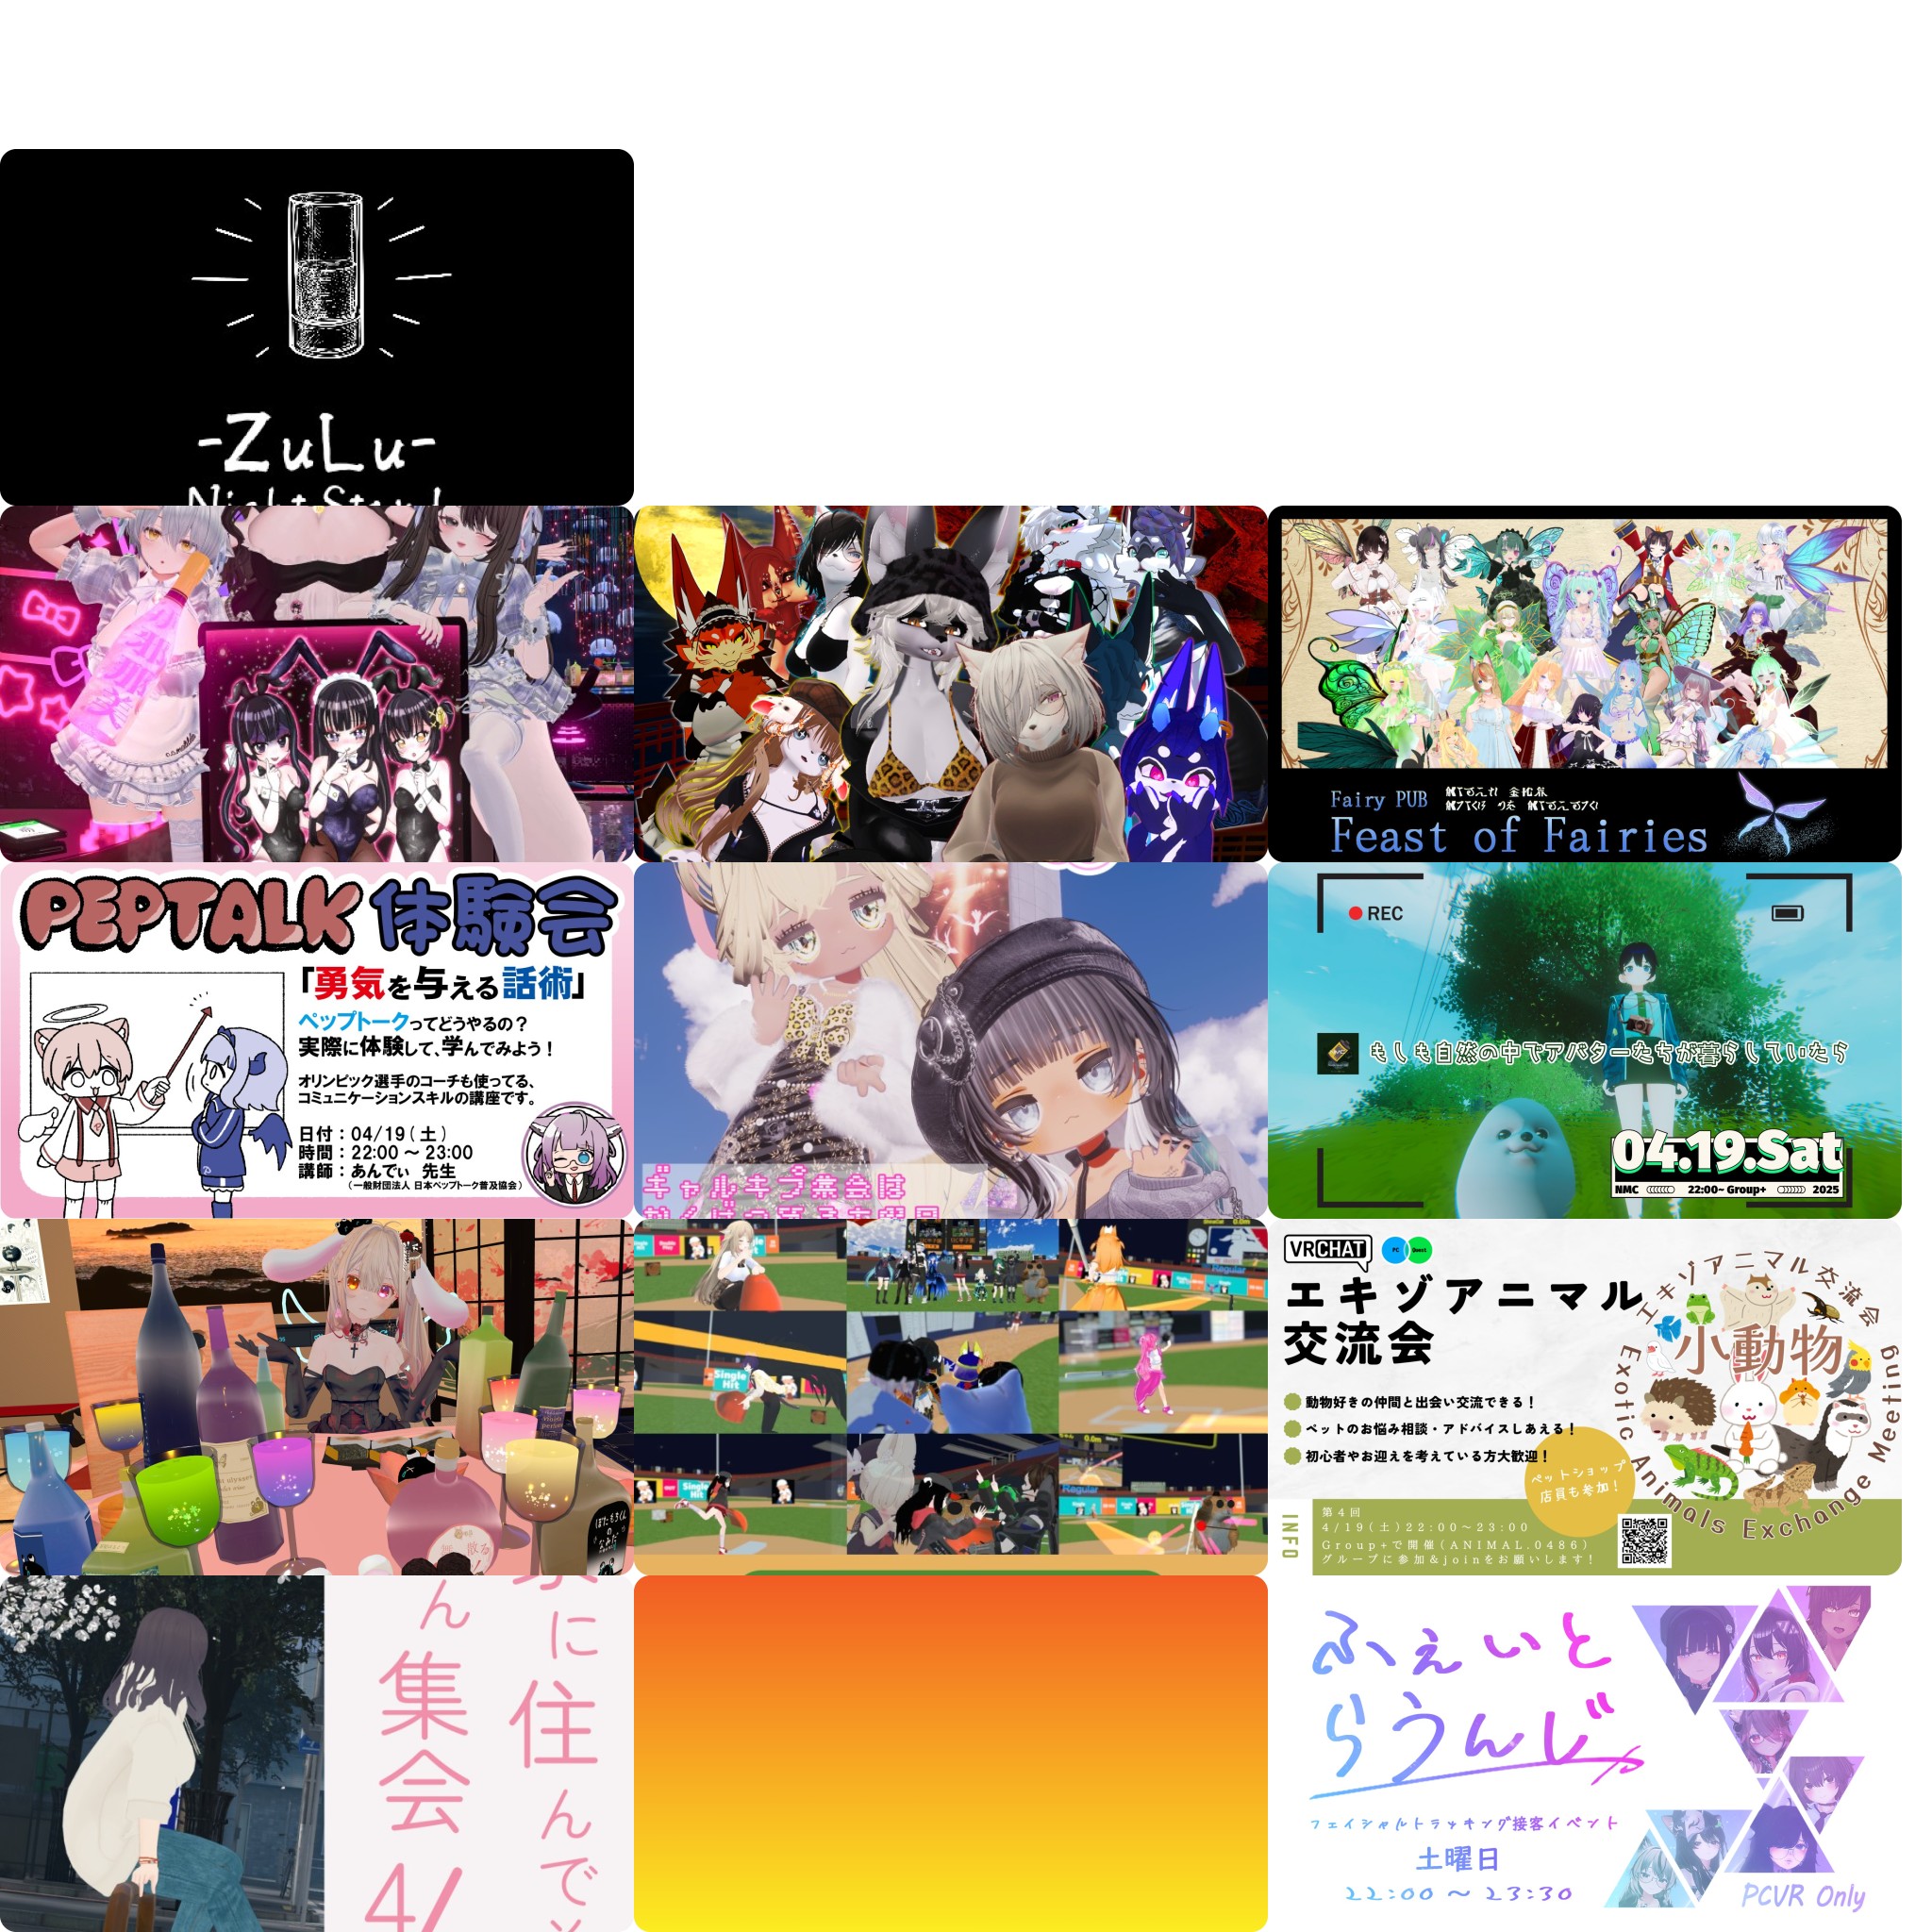 -ZuLu-
Fairy PUB
Feast of Fairies
PEPTALK 体験会
「勇気を与える話術」
ペップトークってどうやるの？
実際に体験して、学んでみよう！
オリンピック選手のコーチも使ってる、
コミュニケーションスキルの講座です。
日付：04/19（土）
時間：22:00～23:00
講師：あんでぃ 先生
（一般財団法人 日本ペップトーク普及協会）
ギャルキプ集会は
REC
もしも自然の中でアバターたちが暮らしていたら
04.19.Sat
NMC 22:00~ Group+ 2025
Single Hit
Regular
VRCHAT
PC Quest
エキゾアニマル
交流会
動物好きの仲間と出会い交流できる！
ペットのお悩み相談・アドバイスしあえる！
初心者やお迎えを考えている方大歓迎！
ペットショップ
店員も参加！
エキゾアニマル交流会
小動物
Exotic Animals Exchange Meeting
INFO
第4回
4/19(土)22:00～23:00
Group+で開催(ANIMAL.0486)
グループに参加&joinをお願いします！
に住んで
ん集会 4/
ふぇいと
らうんじ
フェイシャルトラッキング接客イベント
土曜日
22:00 ～ 23:30
PCVR Only